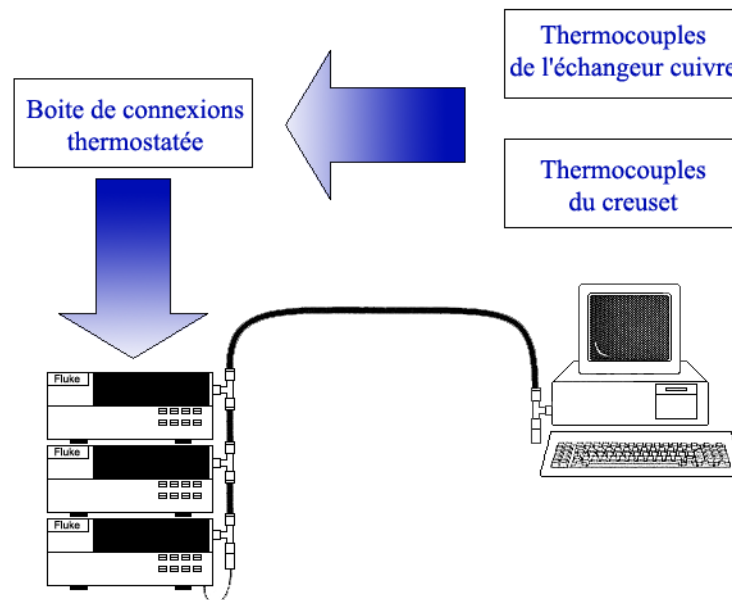 Thermocouples
de l'échangeur cuivre
Boite de connexions
thermostatée
Thermocouples
du creuset
Fluke
Fluke
Fluke